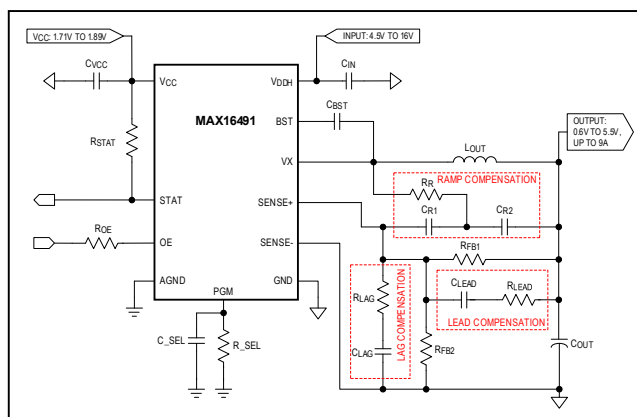 VCC: 1.71V TO 1.89V
INPUT: 4.5V TO 16V
CVCC
VCC
VDDH
CIN
MAX16491
BST
CBST
OUTPUT:
0.6V TO 5.5V,
UP TO 9A
RSTAT
VX
LOUT
RAMP COMPENSATION
RR
STAT
SENSE+
CR1
CR2
ROE
OE
SENSE-
RFB1
AGND
GND
CLEAD
RLEAD
PGM
RLAG
LAG COMPENSATION
LEAD COMPENSATION
C_SEL
R_SEL
CLAG
RFB2
COUT